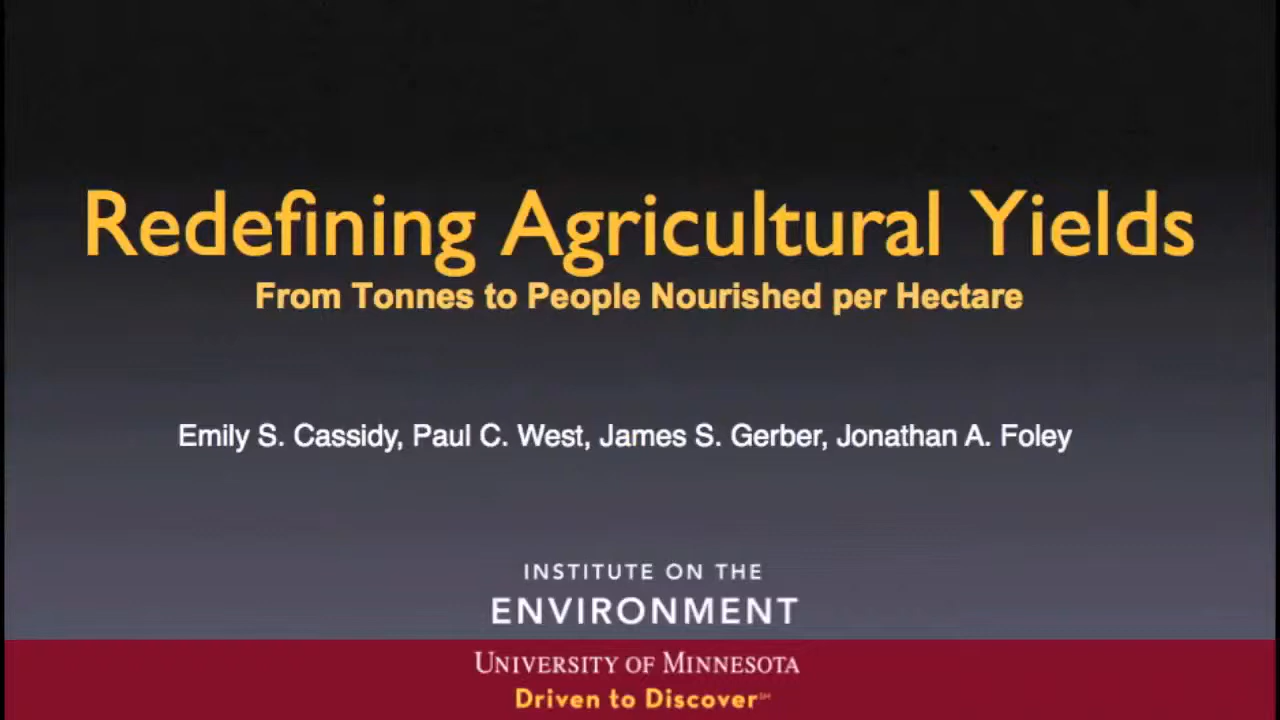 Redefining Agricultural Yields
From Tonnes to People Nourished per Hectare
Emily S. Cassidy, Paul C. West, James S. Gerber, Jonathan A. Foley
INSTITUTE ON THE
ENVIRONMENT
UNIVERSITY OF MINNESOTA
Driven to Discover℠